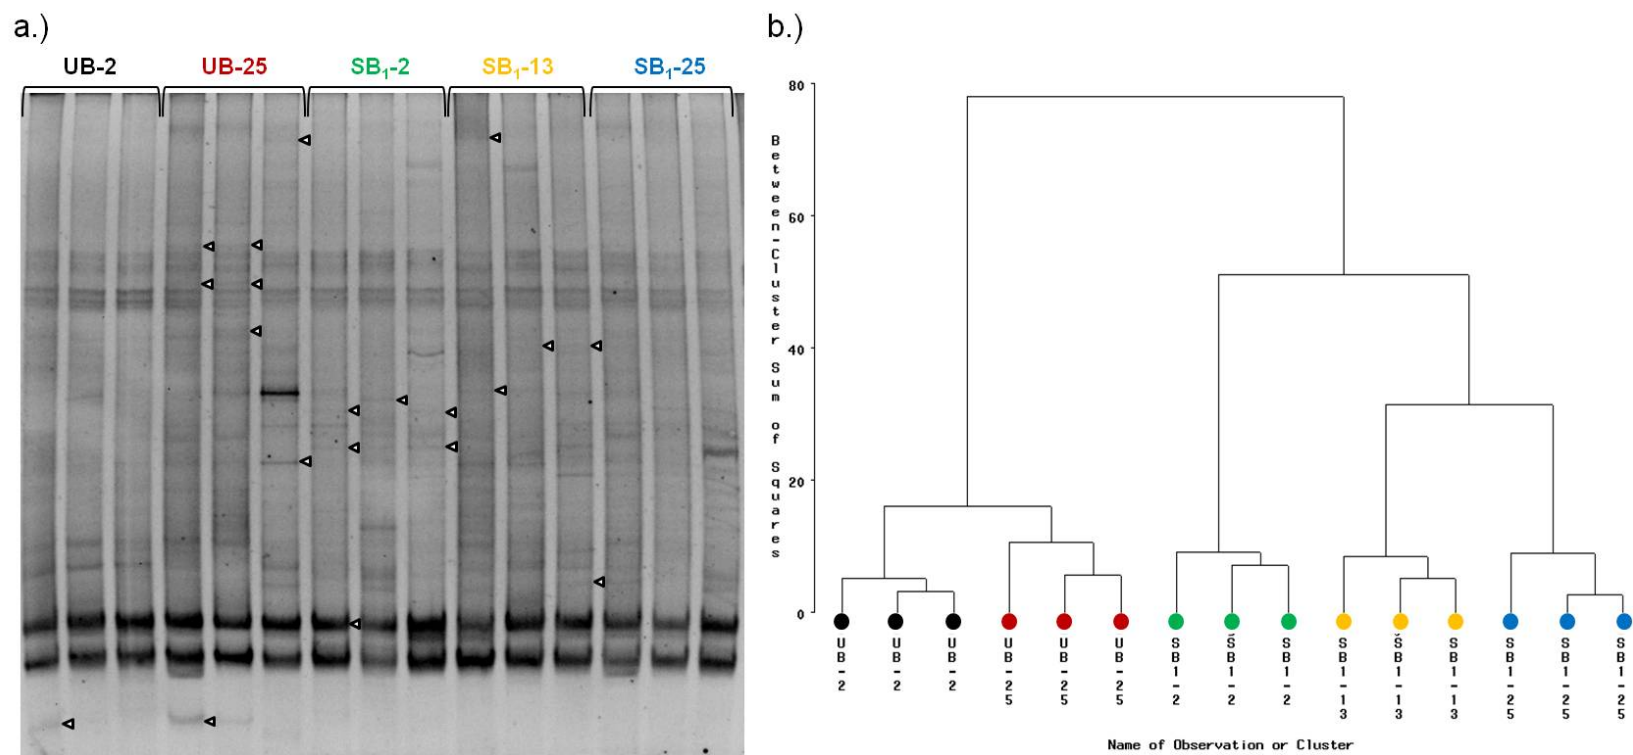 a.)
UB-2 UB-25 SB₁-2 SB₁-13 SB₁-25
b.)
Between-Cluster Sum of Squares
80
60
40
20
0
UB-2 UB-2 UB-2 UB-25 UB-25 UB-25 SB1-2 ŠB1-2 SB1-2 SB1-13 ŠB1-13 SB1-13 SB1-25 SB1-25 SB1-25
Name of Observation or Cluster